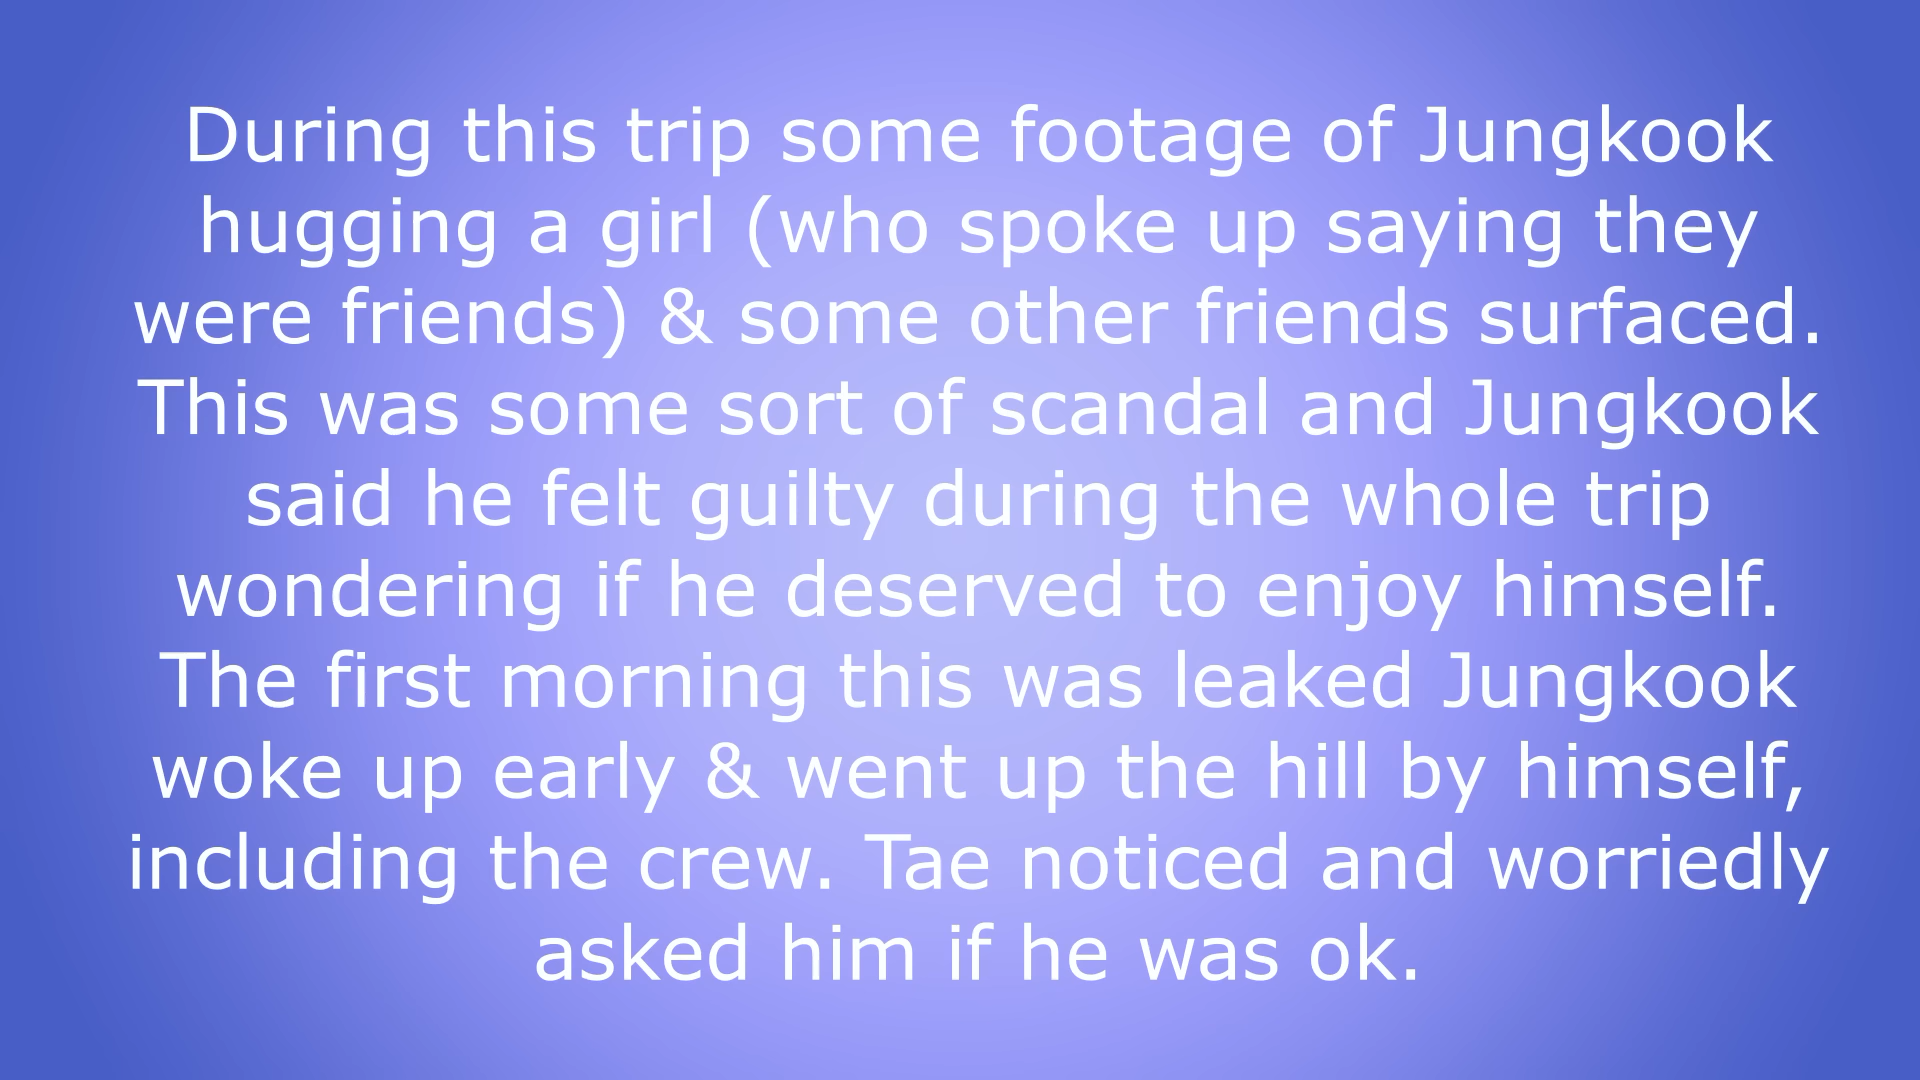 During this trip some footage of Jungkook
hugging a girl (who spoke up saying they
were friends) & some other friends surfaced.
This was some sort of scandal and Jungkook
said he felt guilty during the whole trip
wondering if he deserved to enjoy himself.
The first morning this was leaked Jungkook
woke up early & went up the hill by himself,
including the crew. Tae noticed and worriedly
asked him if he was ok.